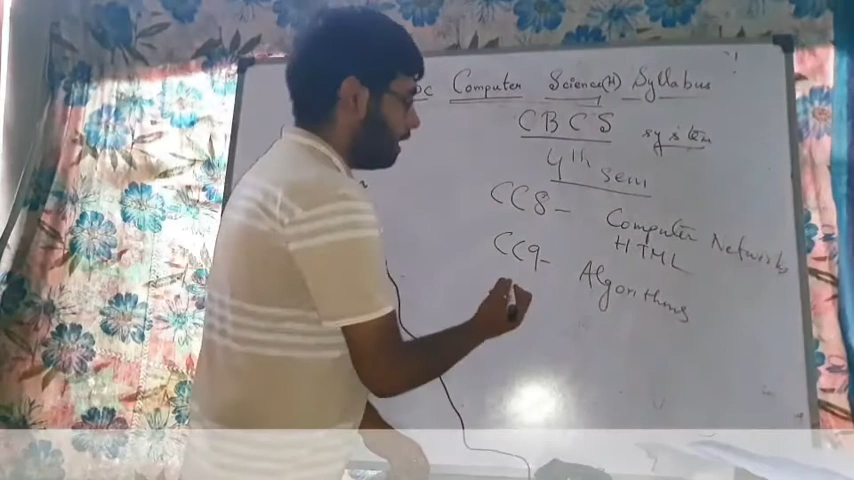 Computer Science(H) Syllabus
CBCS system
4th sem
CC8 - Computer Networks
HTML
CC9 - Algorithms